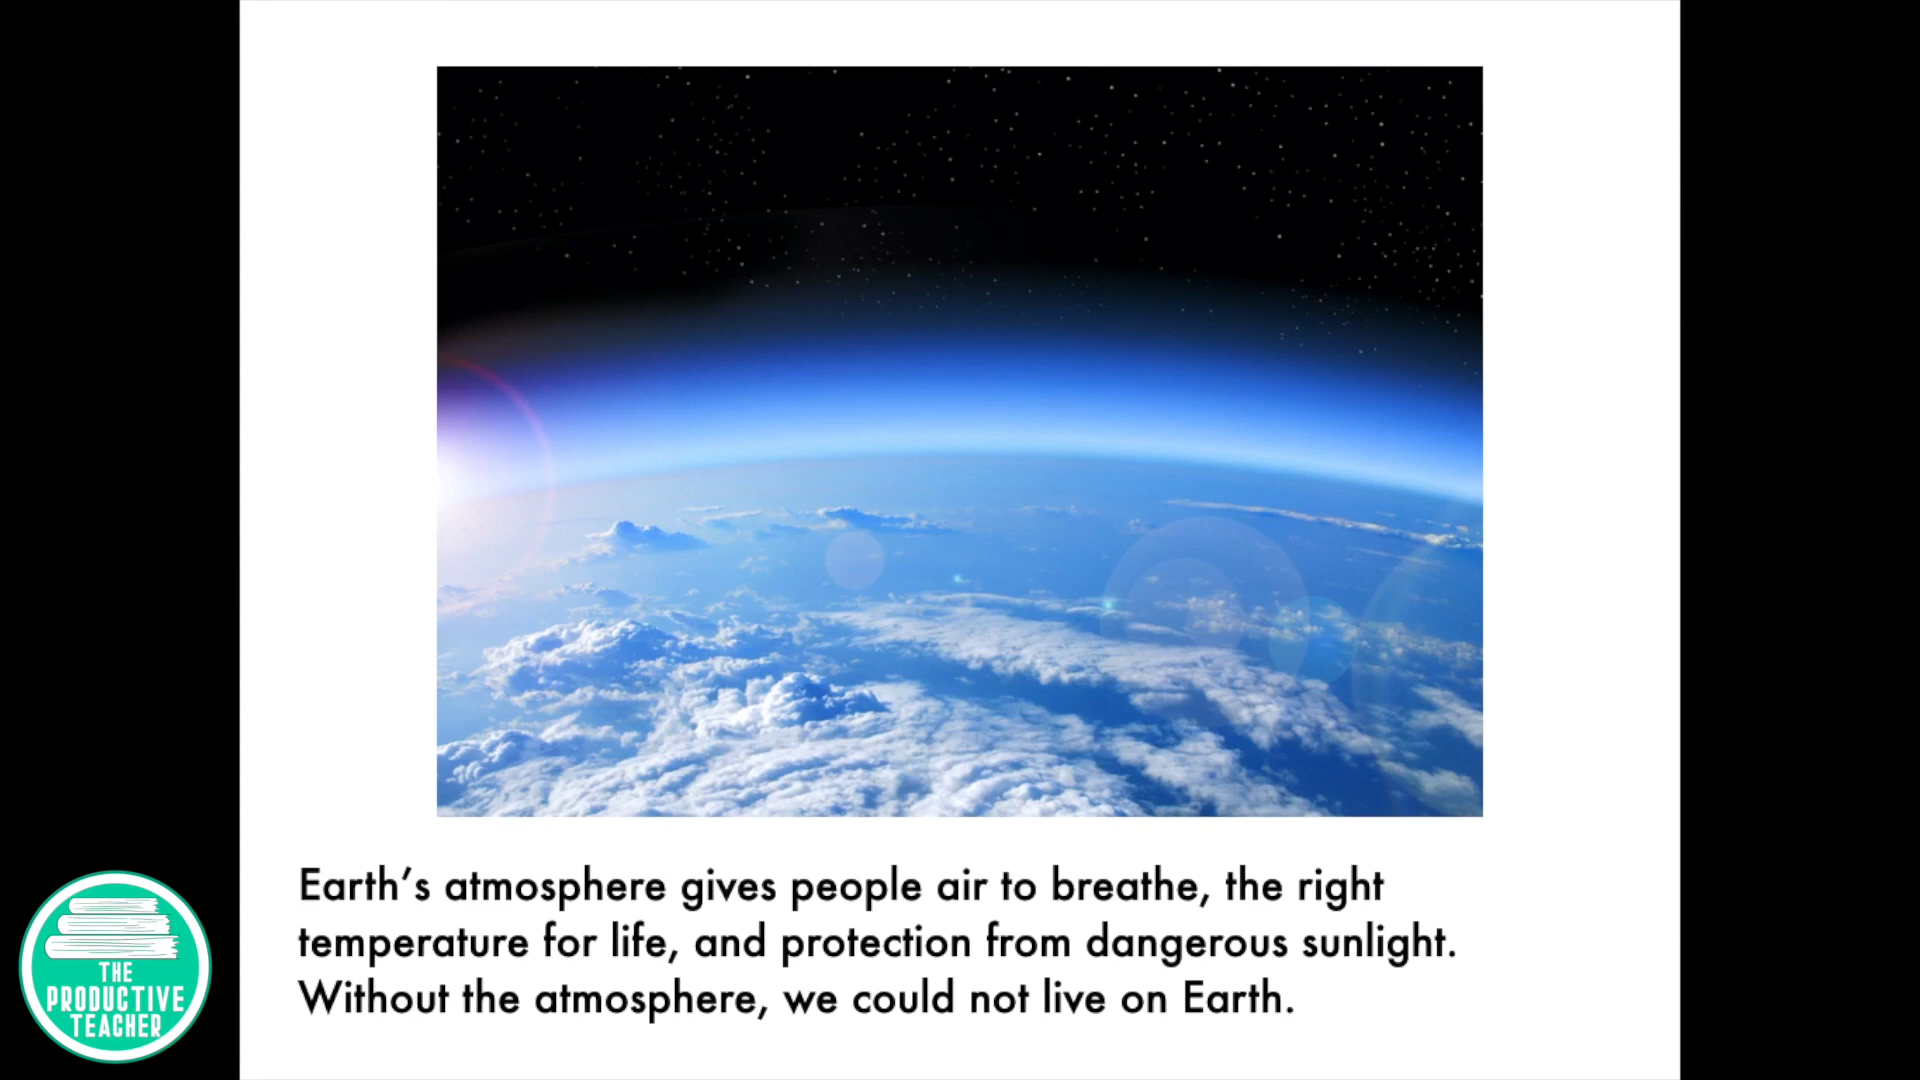 Earth’s atmosphere gives people air to breathe, the right
temperature for life, and protection from dangerous sunlight.
Without the atmosphere, we could not live on Earth.
THE
PRODUCTIVE
TEACHER